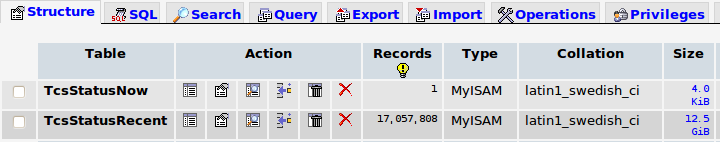 Structure SQL Search Query Export Import Operations Privileges
Table Action Records Type Collation Size
TcsStatusNow 1 MyISAM latin1_swedish_ci 4.0
KiB
TcsStatusRecent 17,057,808 MyISAM latin1_swedish_ci 12.5
GiB